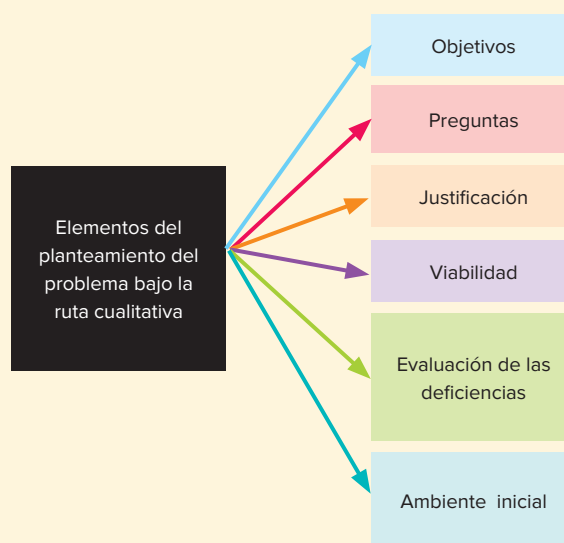 Elementos del
planteamiento del
problema bajo la
ruta cualitativa
Objetivos
Preguntas
Justificación
Viabilidad
Evaluación de las
deficiencias
Ambiente inicial